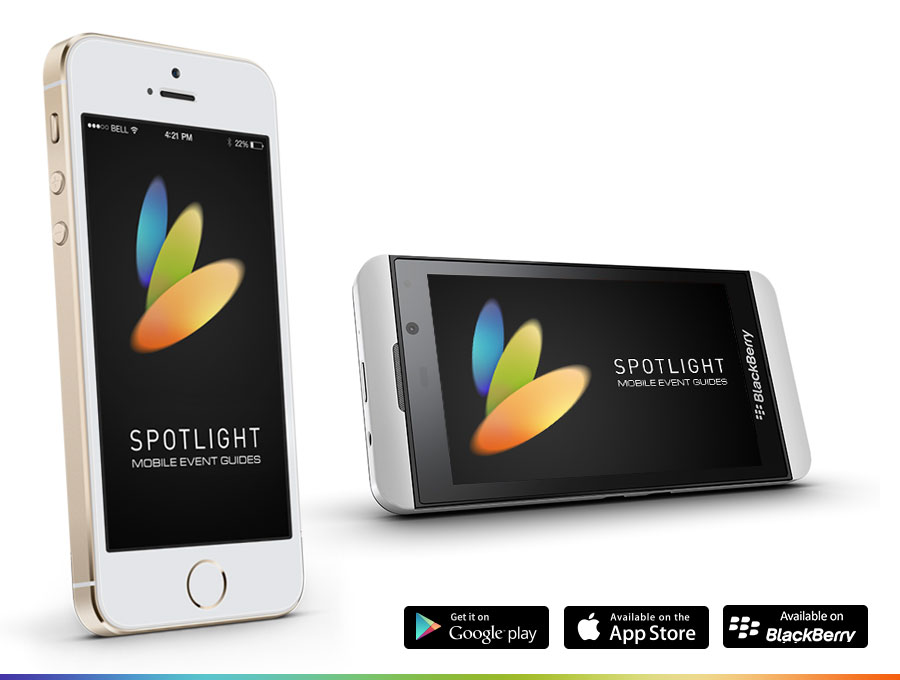 BELL
4:21 PM
22%
SPOTLIGHT
MOBILE EVENT GUIDES
SPOTLIGHT
MOBILE EVENT GUIDES
BlackBerry
Get it on
Google play
Available on the
App Store
Available on
BlackBerry